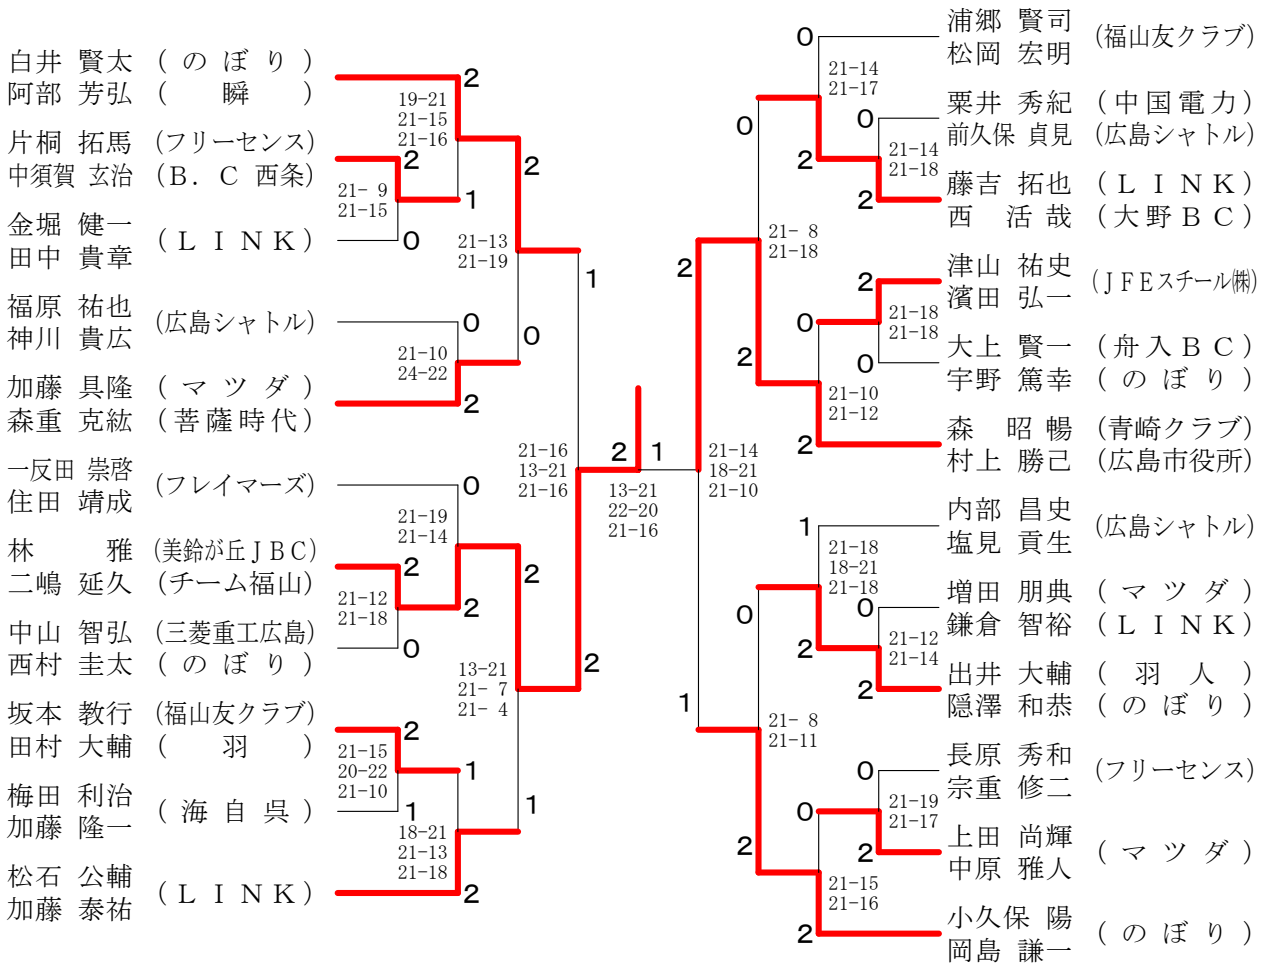 白井 賢太 ( の ぼ り )
阿部 芳弘 ( 瞬 )
2
19-21
21-15
21-16
片桐 拓馬 (フリーセンス)
中須賀 玄治 (B. C 西条)
2
2
21- 9
21-15
1
金堀 健一
田中 貴章
( L I N K )
0
21-13
21-19
1
福原 祐也
神川 貴広
(広島シャトル)
0
0
21-10
24-22
加藤 具隆 ( マ ツ ダ )
森重 克紘 ( 菩 薩 時 代 )
2
21-16
13-21
21-16
2
1
13-21
22-20
21-16
一反田 崇啓
住田 靖成
(フレイマーズ)
0
21-19
21-14
林 雅 (美鈴が丘JBC)
二嶋 延久 (チーム福山)
2
2
21-12
21-18
2
中山 智弘 (三菱重工広島)
西村 圭太 ( の ぼ り )
0
13-21
21- 7
21- 4
2
坂本 教行 (福山友クラブ)
田村 大輔 ( 羽 )
2
21-15
20-22
21-10
1
梅田 利治
加藤 隆一
( 海 自 呉 )
1
1
18-21
21-13
21-18
松石 公輔
加藤 泰祐
( L I N K )
2
浦郷 賢司
松岡 宏明
(福山友クラブ)
0
21-14
21-17
粟井 秀紀 (中国電力)
前久保 貞見 (広島シャトル)
0
0
21-14
21-18
2
藤吉 拓也 ( L I N K )
西 活哉 (大野BC)
2
21- 8
21-18
2
津山 祐史
濱田 弘一
(JFEスチール㈱)
2
0
21-18
21-18
大上 賢一 (舟入BC)
宇野 篤幸 ( の ぼ り )
0
2
21-10
21-12
森 昭暢 (青崎クラブ)
村上 勝己 (広島市役所)
2
21-14
18-21
21-10
内部 昌史
塩見 貢生
(広島シャトル)
1
21-18
18-21
21-18
増田 朋典 ( マ ツ ダ )
鎌倉 智裕 ( L I N K )
0
0
21-12
21-14
2
出井 大輔 ( 羽 人 )
隠澤 和恭 ( の ぼ り )
2
1
21- 8
21-11
長原 秀和
宗重 修二
(フリーセンス)
0
0
21-19
21-17
上田 尚輝
中原 雅人
( マ ツ ダ )
2
2
21-15
21-16
小久保 陽
岡島 謙一
( の ぼ り )
2